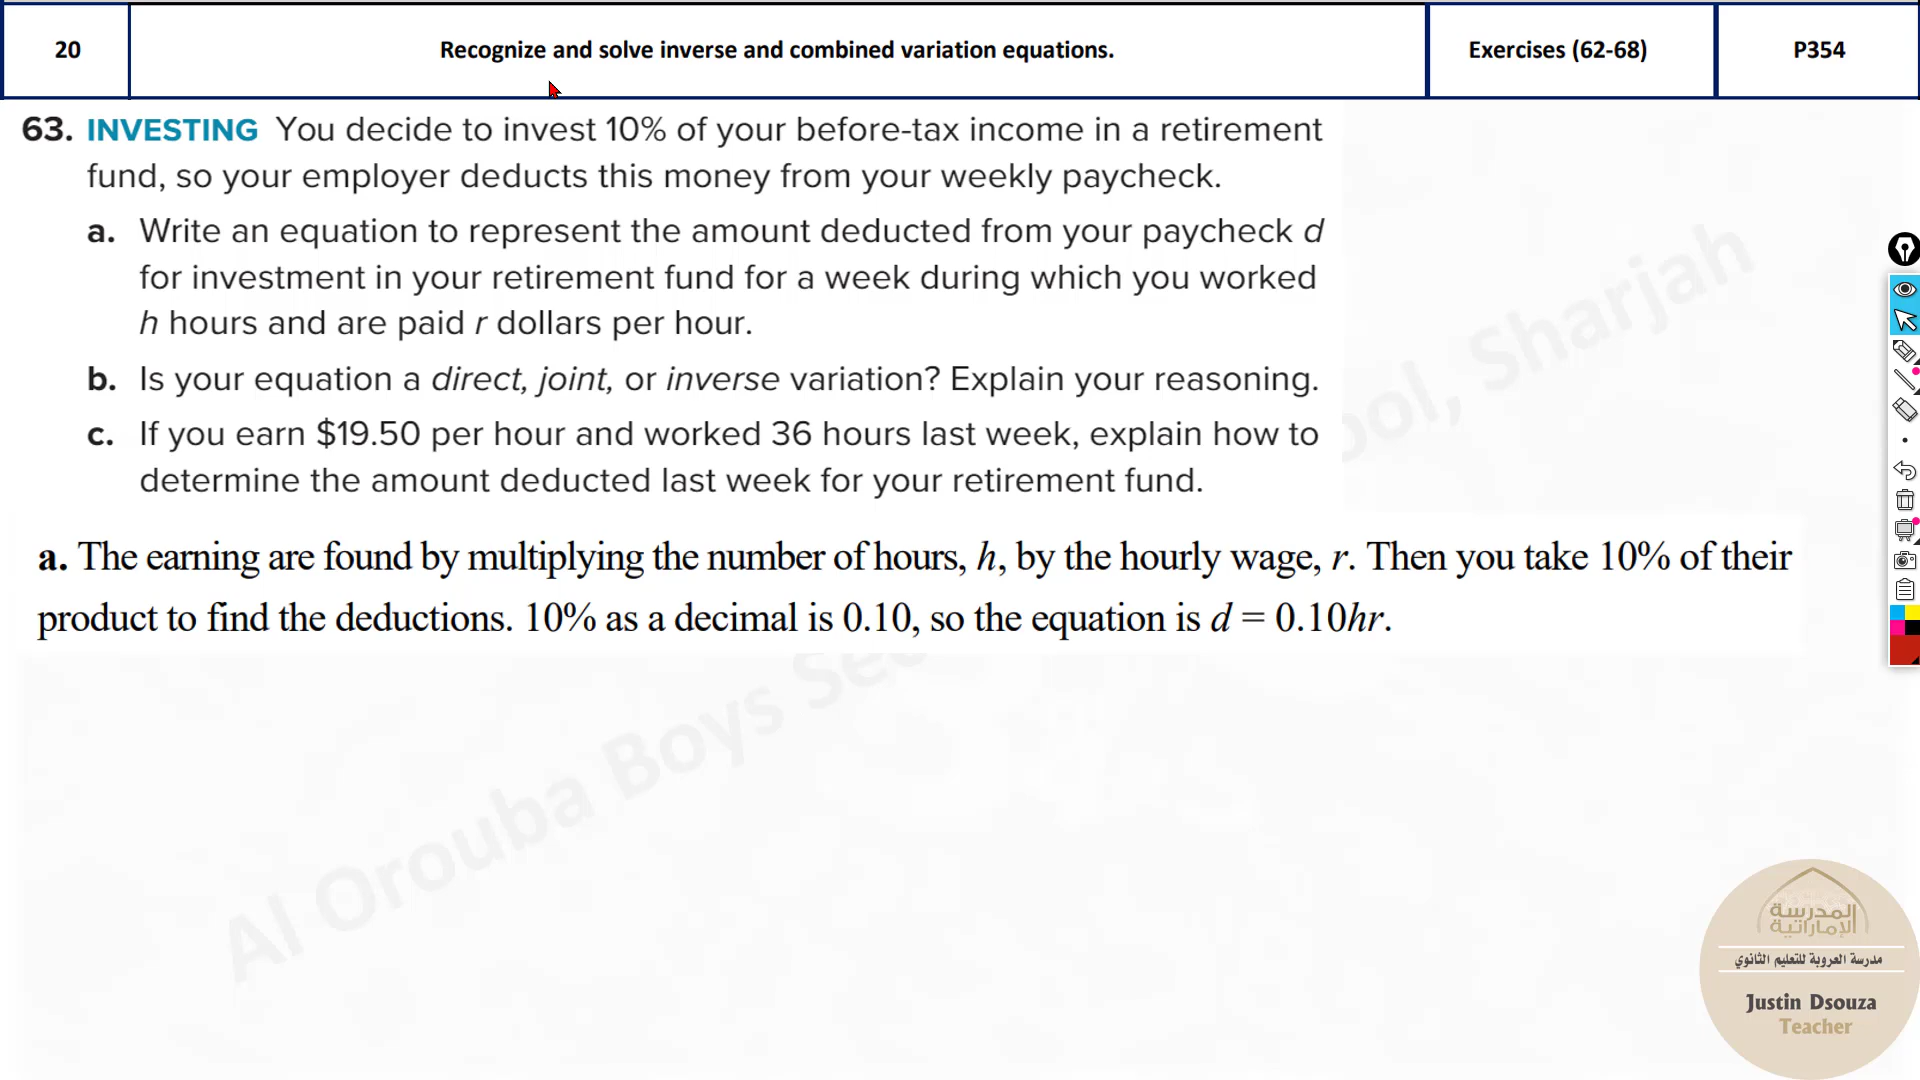 20
Recognize and solve inverse and combined variation equations.
Exercises (62-68)
P354
63. INVESTING You decide to invest 10% of your before-tax income in a retirement
fund, so your employer deducts this money from your weekly paycheck.
a. Write an equation to represent the amount deducted from your paycheck d
for investment in your retirement fund for a week during which you worked
h hours and are paid r dollars per hour.
b. Is your equation a direct, joint, or inverse variation? Explain your reasoning.
c. If you earn $19.50 per hour and worked 36 hours last week, explain how to
determine the amount deducted last week for your retirement fund.
a. The earning are found by multiplying the number of hours, h, by the hourly wage, r. Then you take 10% of their
product to find the deductions. 10% as a decimal is 0.10, so the equation is d = 0.10hr.
Al Orouba Boys Sec
ool, Sharjah
المدرسة
الإماراتية
مدرسة العروبة للتعليم الثانوي
Justin Dsouza
Teacher